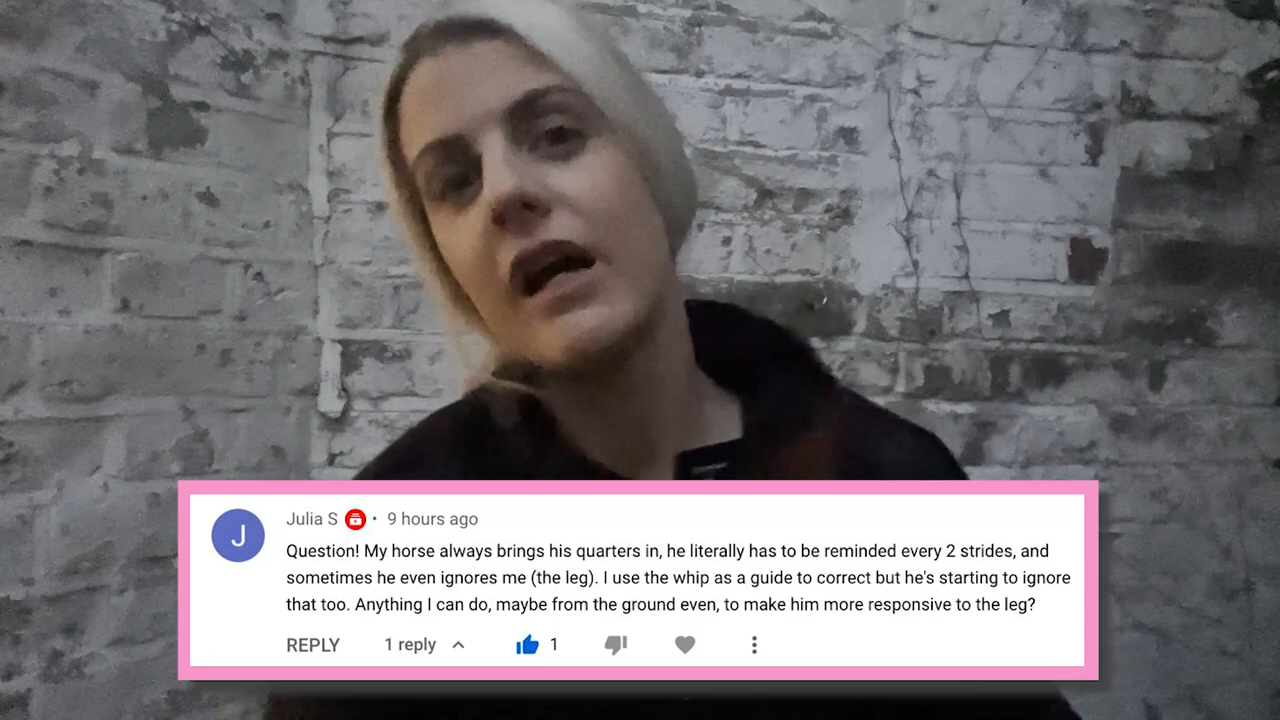 J
Julia S • 9 hours ago
Question! My horse always brings his quarters in, he literally has to be reminded every 2 strides, and
sometimes he even ignores me (the leg). I use the whip as a guide to correct but he's starting to ignore
that too. Anything I can do, maybe from the ground even, to make him more responsive to the leg?
REPLY 1 reply 1